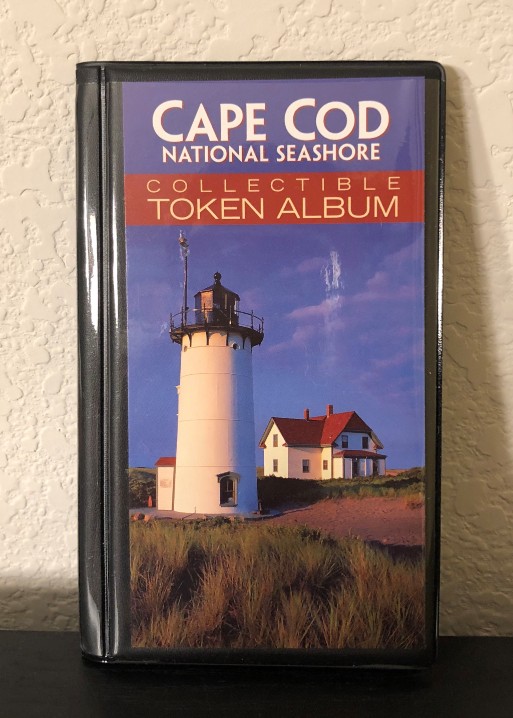 CAPE COD
NATIONAL SEASHORE
COLLECTIBLE
TOKEN ALBUM